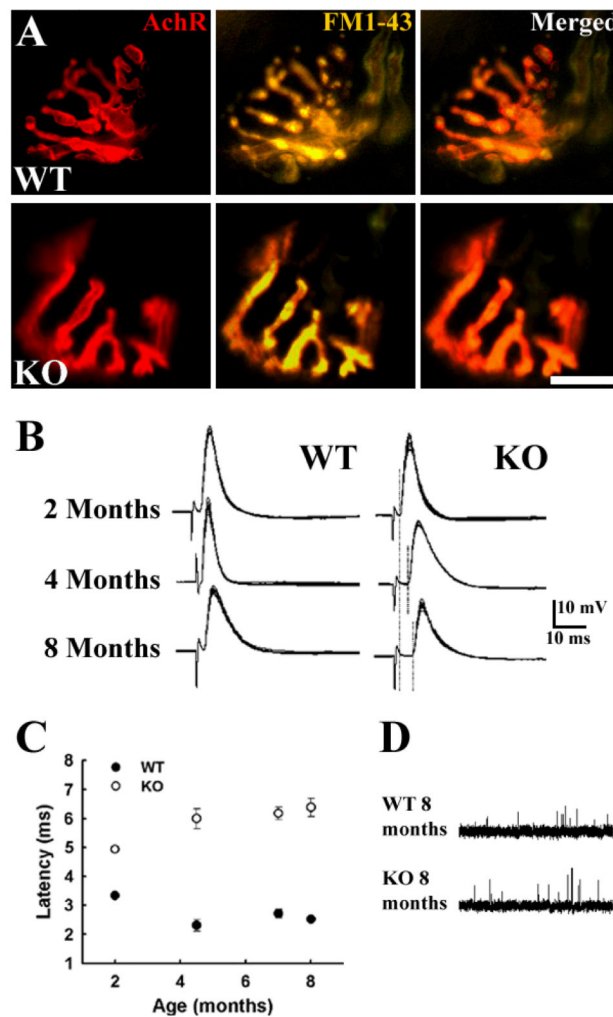 A
AchR
FM1-43
Merged
WT
KO
B
WT
KO
2 Months
4 Months
8 Months
10 mV
10 ms
C
D
8
7
6
5
4
3
2
1
WT
KO
Latency (ms)
2
4
6
8
Age (months)
WT 8
months
KO 8
months